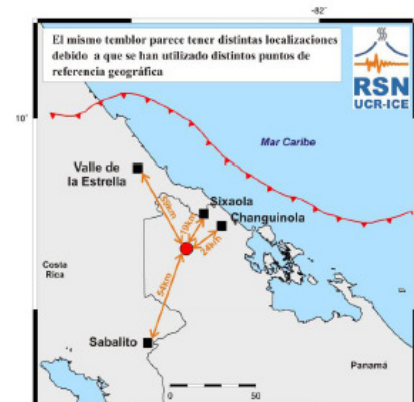 -82°
El mismo temblor parece tener distintas localizaciones
debido a que se han utilizado distintos puntos de
referencia geográfica
RSN
UCR-ICE
10°
Mar Caribe
Valle de
la Estrella
Sixaola
Changuinola
19km
24km
54km
Costa
Rica
Sabalito
Panamá
0
50